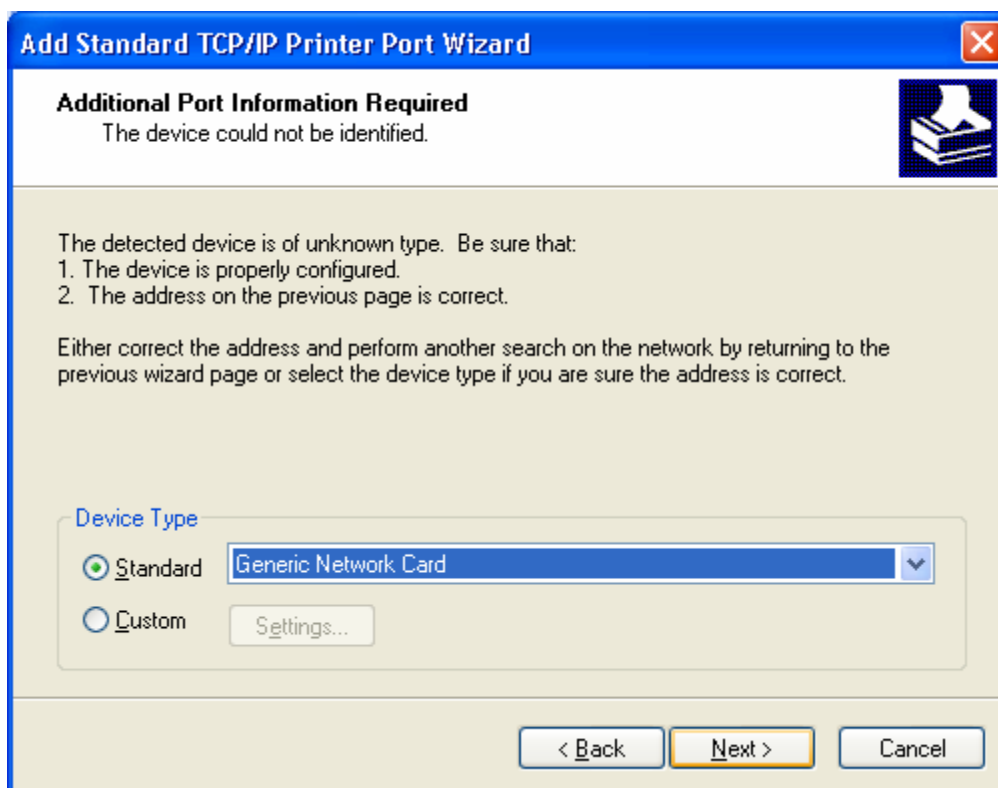 Add Standard TCP/IP Printer Port Wizard
Additional Port Information Required
The device could not be identified.
The detected device is of unknown type.  Be sure that:
1. The device is properly configured.
2.  The address on the previous page is correct.
Either correct the address and perform another search on the network by returning to the
previous wizard page or select the device type if you are sure the address is correct.
Device Type
Standard
Generic Network Card
Custom
Settings...
< Back
Next >
Cancel